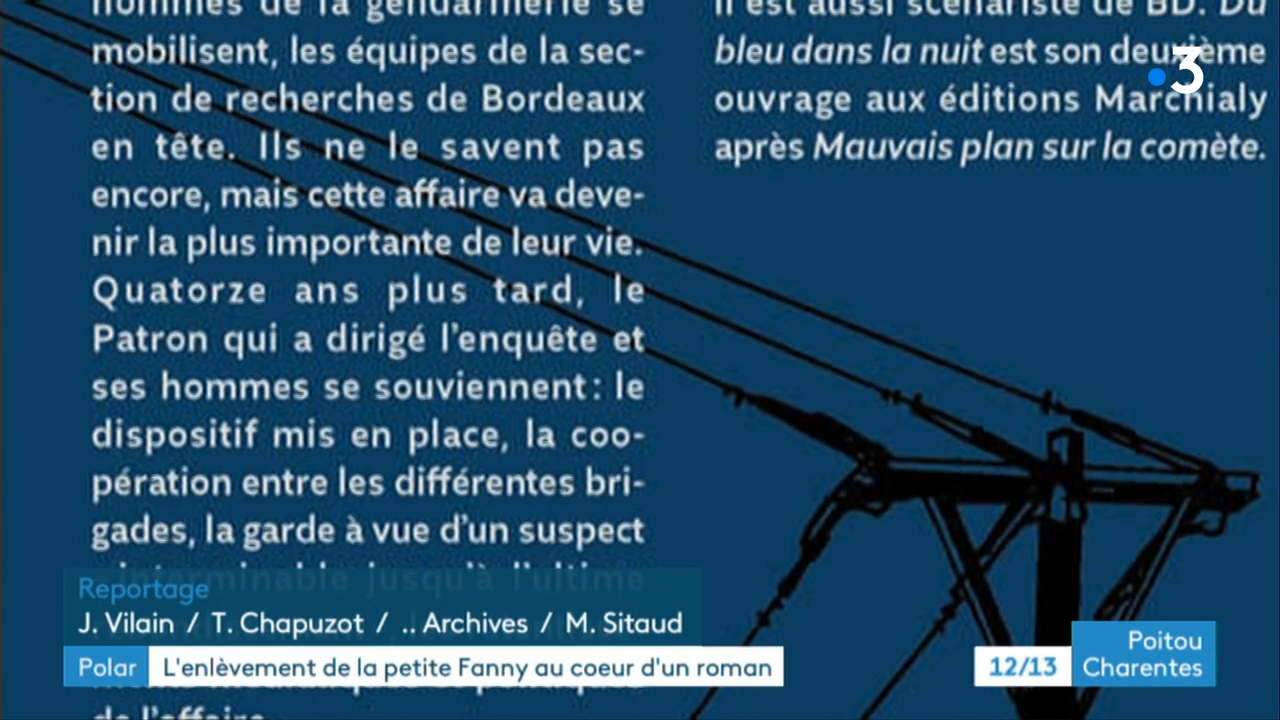 hommes de la gendarmerie se
mobilisent, les équipes de la sec-
tion de recherches de Bordeaux
en tête. Ils ne le savent pas
encore, mais cette affaire va deve-
nir la plus importante de leur vie.
Quatorze ans plus tard, le
Patron qui a dirigé l'enquête et
ses hommes se souviennent : le
dispositif mis en place, la coo-
pération entre les différentes bri-
gades, la garde à vue d'un suspect
interminable jusqu'à l'ultime
de l'affaire.
il est aussi scénariste de BD. Du
bleu dans la nuit est son deuxième
ouvrage aux éditions Marchialy
après Mauvais plan sur la comète.
3
Reportage
J. Vilain / T. Chapuzot / .. Archives / M. Sitaud
Polar L'enlèvement de la petite Fanny au coeur d'un roman
12/13
Poitou
Charentes